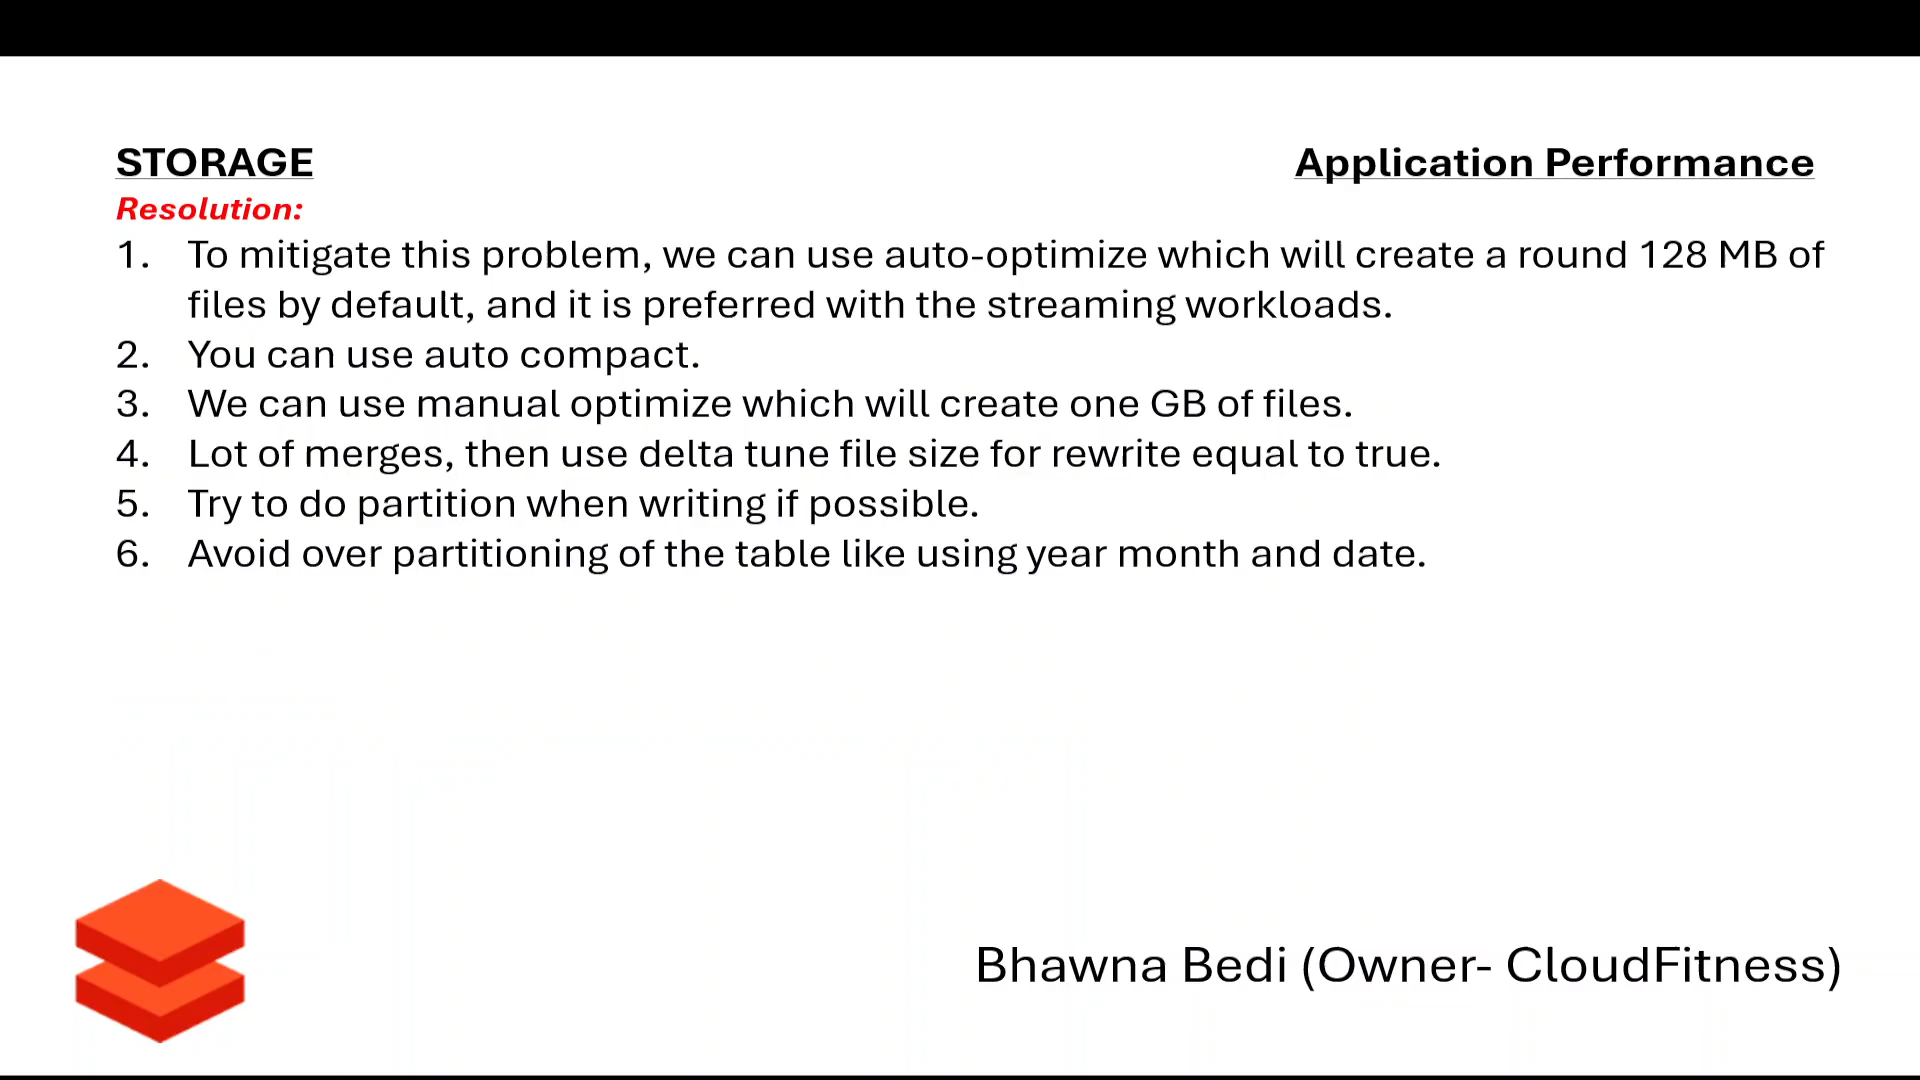 STORAGE
Application Performance
Resolution:
1. To mitigate this problem, we can use auto-optimize which will create a round 128 MB of
files by default, and it is preferred with the streaming workloads.
2. You can use auto compact.
3. We can use manual optimize which will create one GB of files.
4. Lot of merges, then use delta tune file size for rewrite equal to true.
5. Try to do partition when writing if possible.
6. Avoid over partitioning of the table like using year month and date.
Bhawna Bedi (Owner- CloudFitness)